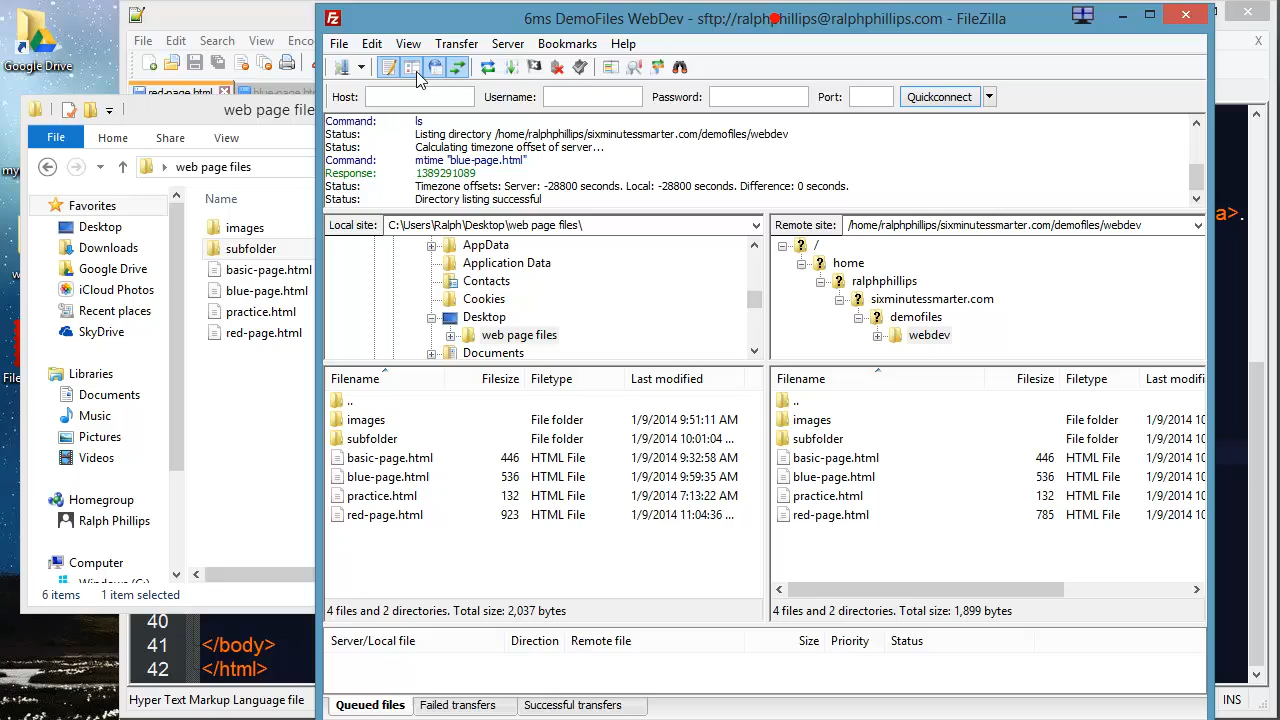 6ms DemoFiles WebDev - sftp://ralphphillips@ralphphillips.com - FileZilla
File Edit View Transfer Server Bookmarks Help
Host: Username: Password: Port: Quickconnect
Command: ls
Status: Listing directory /home/ralphphillips/sixminutessmarter.com/demofiles/webdev
Status: Calculating timezone offset of server...
Command: mtime "blue-page.html"
Response: 1389291089
Status: Timezone offsets: Server: -28800 seconds. Local: -28800 seconds. Difference: 0 seconds.
Status: Directory listing successful
Local site: C:\Users\Ralph\Desktop\web page files\
AppData
Application Data
Contacts
Cookies
Desktop
web page files
Documents
Remote site: /home/ralphphillips/sixminutessmarter.com/demofiles/webdev
/
home
ralphphillips
sixminutessmarter.com
demofiles
webdev
Filename Filesize Filetype Last modified
..
images File folder 1/9/2014 9:51:11 AM
subfolder File folder 1/9/2014 10:01:04 ...
basic-page.html 446 HTML File 1/9/2014 9:32:58 AM
blue-page.html 536 HTML File 1/9/2014 9:59:35 AM
practice.html 132 HTML File 1/9/2014 7:13:22 AM
red-page.html 923 HTML File 1/9/2014 11:04:36 ...
4 files and 2 directories. Total size: 2,037 bytes
Filename Filesize Filetype Last modifi
..
images File folder 1/9/2014 10
subfolder File folder 1/9/2014 10
basic-page.html 446 HTML File 1/9/2014 10
blue-page.html 536 HTML File 1/9/2014 10
practice.html 132 HTML File 1/9/2014 10
red-page.html 785 HTML File 1/9/2014 10
4 files and 2 directories. Total size: 1,899 bytes
Server/Local file Direction Remote file Size Priority Status
Queued files Failed transfers Successful transfers
Google Drive
File Edit Search View Enco
red-page.html blue-page.html
web page file
File Home Share View
web page files
Favorites
Desktop
Downloads
Google Drive
iCloud Photos
Recent places
SkyDrive
Libraries
Documents
Music
Pictures
Videos
Homegroup
Ralph Phillips
Computer
Windows (C:)
Name
images
subfolder
basic-page.html
blue-page.html
practice.html
red-page.html
6 items 1 item selected
40
41 </body>
42 </html>
Hyper Text Markup Language file
a>.
INS